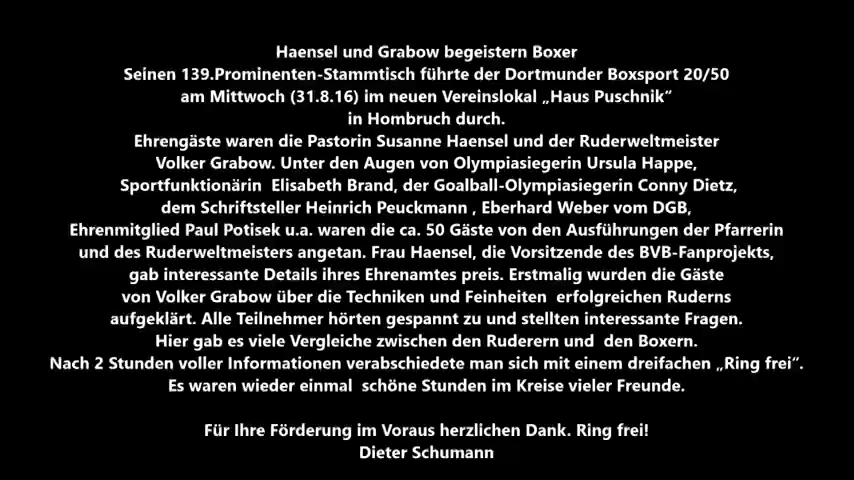 Haensel und Grabow begeistern Boxer
Seinen 139.Prominenten-Stammtisch führte der Dortmunder Boxsport 20/50
am Mittwoch (31.8.16) im neuen Vereinslokal „Haus Puschnik“
in Hombruch durch.
Ehrengäste waren die Pastorin Susanne Haensel und der Ruderweltmeister
Volker Grabow. Unter den Augen von Olympiasiegerin Ursula Happe,
Sportfunktionärin  Elisabeth Brand, der Goalball-Olympiasiegerin Conny Dietz,
dem Schriftsteller Heinrich Peuckmann , Eberhard Weber vom DGB,
Ehrenmitglied Paul Potisek u.a. waren die ca. 50 Gäste von den Ausführungen der Pfarrerin
und des Ruderweltmeisters angetan. Frau Haensel, die Vorsitzende des BVB-Fanprojekts,
gab interessante Details ihres Ehrenamtes preis. Erstmalig wurden die Gäste
von Volker Grabow über die Techniken und Feinheiten  erfolgreichen Ruderns
aufgeklärt. Alle Teilnehmer hörten gespannt zu und stellten interessante Fragen.
Hier gab es viele Vergleiche zwischen den Ruderern und  den Boxern.
Nach 2 Stunden voller Informationen verabschiedete man sich mit einem dreifachen „Ring frei“.
Es waren wieder einmal  schöne Stunden im Kreise vieler Freunde.
Für Ihre Förderung im Voraus herzlichen Dank. Ring frei!
Dieter Schumann